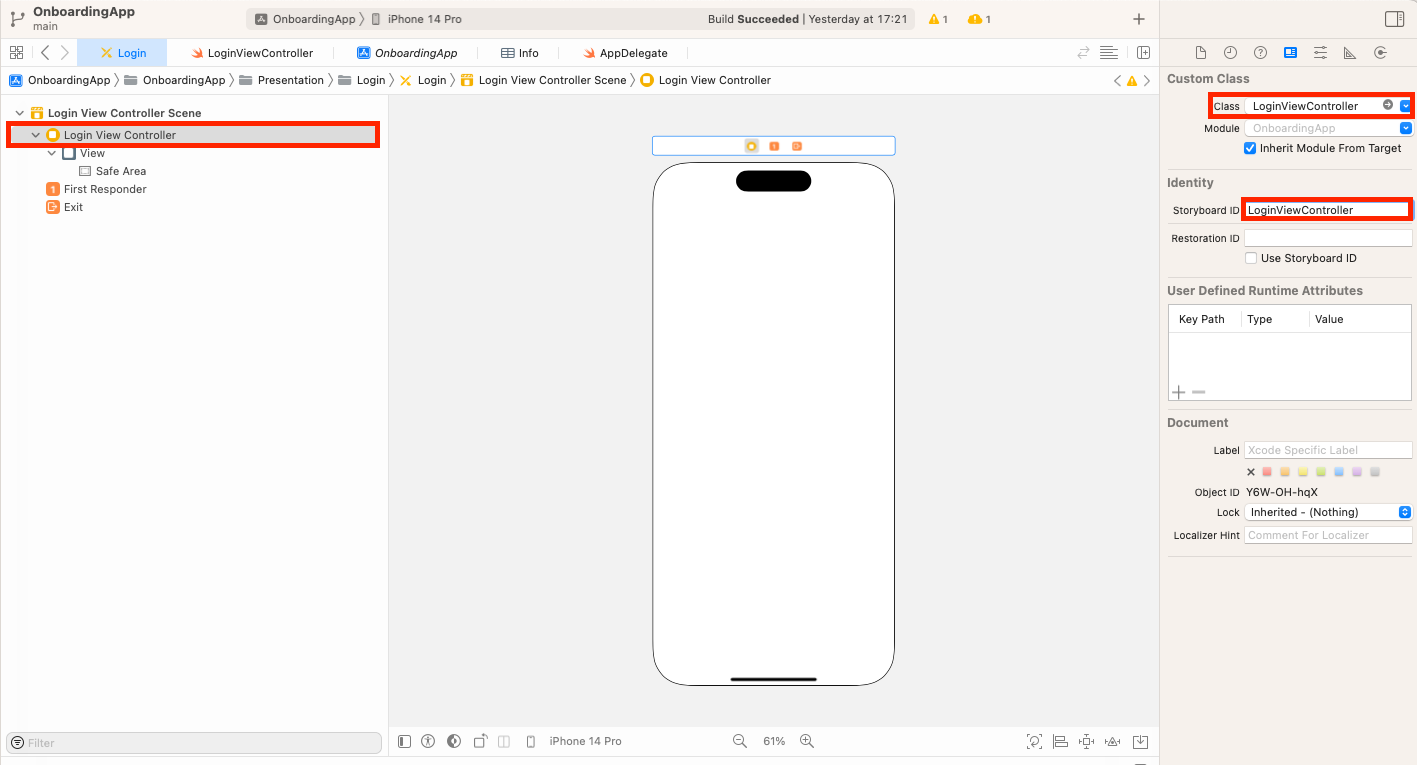 OnboardingApp
main
OnboardingApp iPhone 14 Pro
Build Succeeded | Yesterday at 17:21
1
1
Login
LoginViewController
OnboardingApp
Info
AppDelegate
OnboardingApp OnboardingApp Presentation Login Login Login View Controller Scene Login View Controller
Login View Controller Scene
Login View Controller
View
Safe Area
1 First Responder
Exit
Filter
1
iPhone 14 Pro
61%
Custom Class
Class LoginViewController
Module OnboardingApp
Inherit Module From Target
Identity
Storyboard ID LoginViewController
Restoration ID
Use Storyboard ID
User Defined Runtime Attributes
Key Path Type Value
Document
Label Xcode Specific Label
Object ID Y6W-OH-hqX
Lock Inherited - (Nothing)
Localizer Hint Comment For Localizer